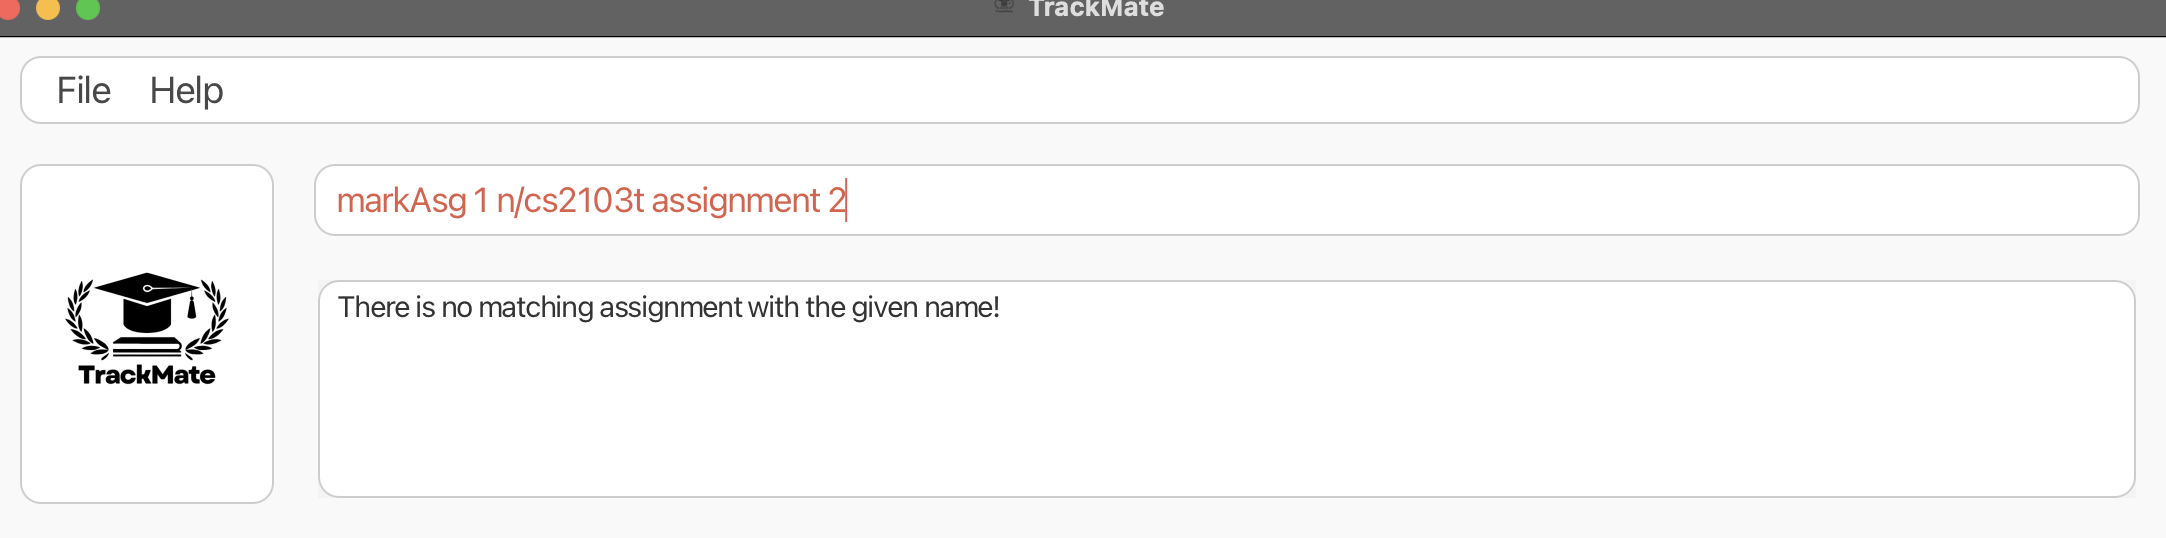 TrackMate
File Help
markAsg 1 n/cs2103t assignment 2
There is no matching assignment with the given name!
TrackMate